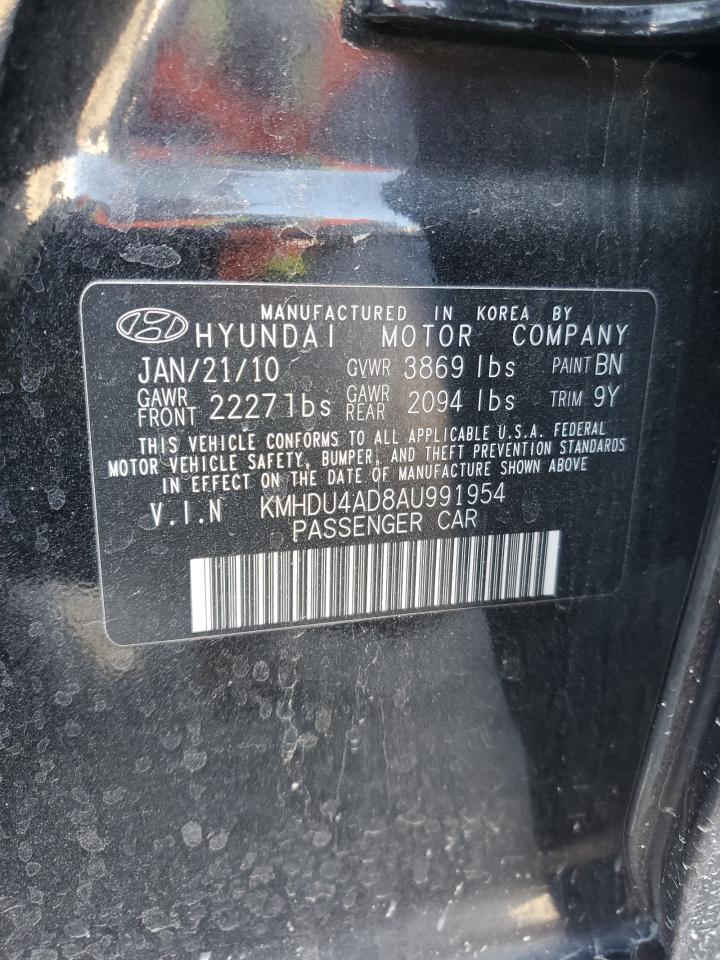 MANUFACTURED IN KOREA BY
HYUNDAI MOTOR COMPANY
JAN/21/10 GVWR 3869 lbs PAINT BN
GAWR FRONT 2227lbs GAWR REAR 2094 lbs TRIM 9Y
THIS VEHICLE CONFORMS TO ALL APPLICABLE U.S.A. FEDERAL
MOTOR VEHICLE SAFETY, BUMPER, AND THEFT PREVENTION STANDARDS
IN EFFECT ON THE DATE OF MANUFACTURE SHOWN ABOVE
V.I.N KMHDU4AD8AU991954
PASSENGER CAR